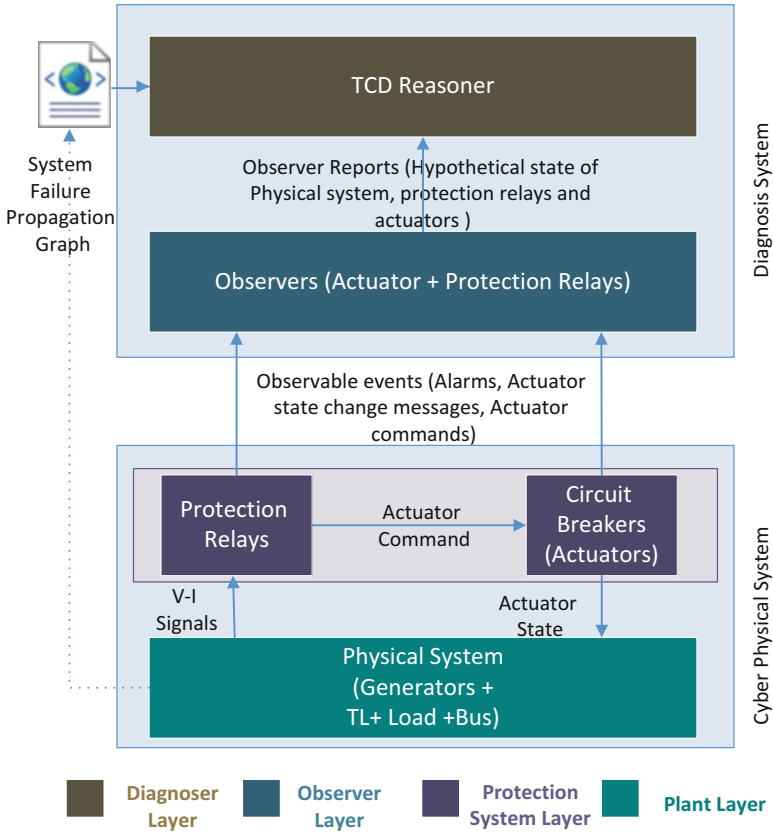 TCD Reasoner
System
Failure
Propagation
Graph
Observer Reports (Hypothetical state of
Physical system, protection relays and
actuators )
Observers (Actuator + Protection Relays)
Diagnosis System
Observable events (Alarms, Actuator
state change messages, Actuator
commands)
Protection
Relays
Actuator
Command
Circuit
Breakers
(Actuators)
V-I
Signals
Actuator
State
Physical System
(Generators +
TL+ Load +Bus)
Cyber Physical System
Diagnoser
Layer
Observer
Layer
Protection
System Layer
Plant Layer